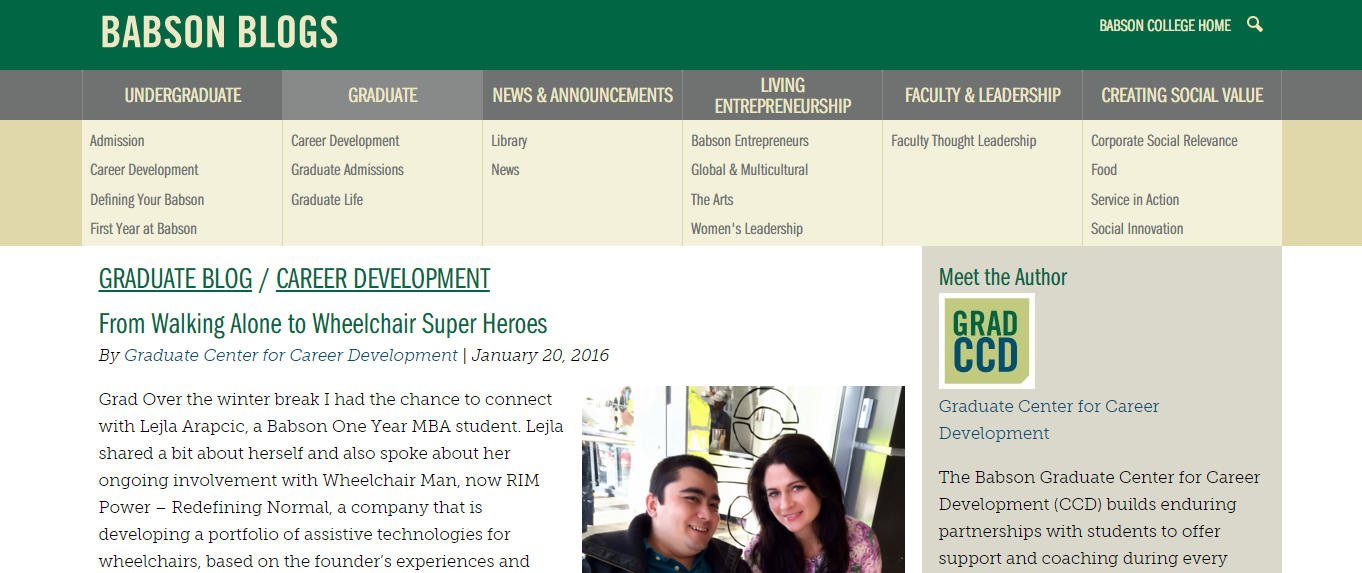 BABSON BLOGS
BABSON COLLEGE HOME
UNDERGRADUATE
GRADUATE
NEWS & ANNOUNCEMENTS
LIVING
ENTREPRENEURSHIP
FACULTY & LEADERSHIP
CREATING SOCIAL VALUE
Admission
Career Development
Defining Your Babson
First Year at Babson
Career Development
Graduate Admissions
Graduate Life
Library
News
Babson Entrepreneurs
Global & Multicultural
The Arts
Women's Leadership
Faculty Thought Leadership
Corporate Social Relevance
Food
Service in Action
Social Innovation
GRADUATE BLOG / CAREER DEVELOPMENT
From Walking Alone to Wheelchair Super Heroes
By Graduate Center for Career Development | January 20, 2016
Grad Over the winter break I had the chance to connect
with Lejla Arapcic, a Babson One Year MBA student. Lejla
shared a bit about herself and also spoke about her
ongoing involvement with Wheelchair Man, now RIM
Power – Redefining Normal, a company that is
developing a portfolio of assistive technologies for
wheelchairs, based on the founder's experiences and
Meet the Author
GRAD
CCD
Graduate Center for Career
Development
The Babson Graduate Center for Career
Development (CCD) builds enduring
partnerships with students to offer
support and coaching during every